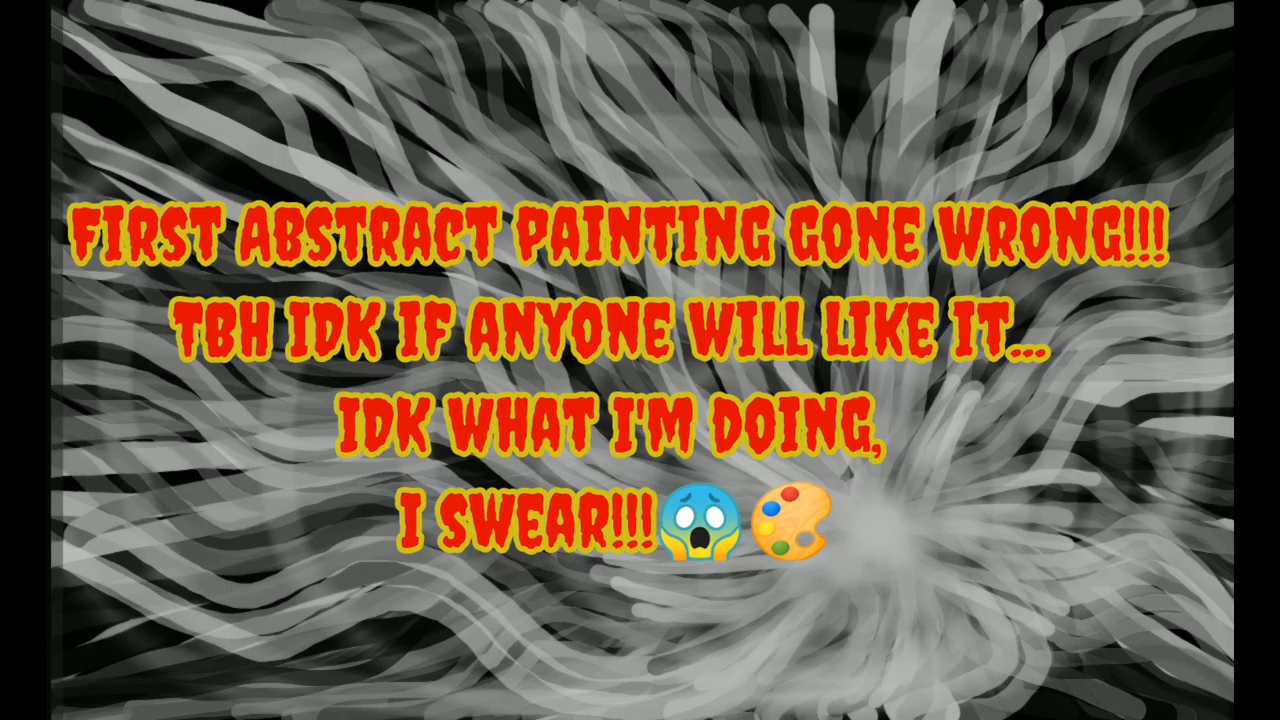 FIRST ABSTRACT PAINTING GONE WRONG!!!
TBH IDK IF ANYONE WILL LIKE IT...
IDK WHAT I'M DOING,
I SWEAR!!!😱🎨